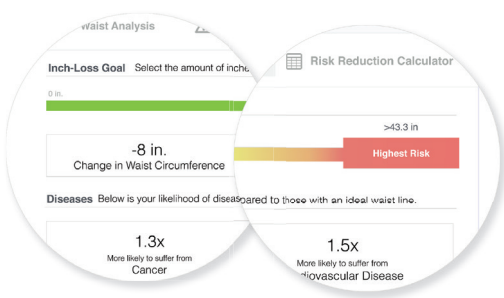 Waist Analysis
Risk Reduction Calculator
Inch-Loss Goal Select the amount of inche
0 in.
>43.3 in
-8 in.
Change in Waist Circumference
Highest Risk
Diseases Below is your likelihood of diseas
pared to those with an ideal waist line.
1.3x
More likely to suffer from
Cancer
1.5x
More likely to suffer from
diovascular Disease